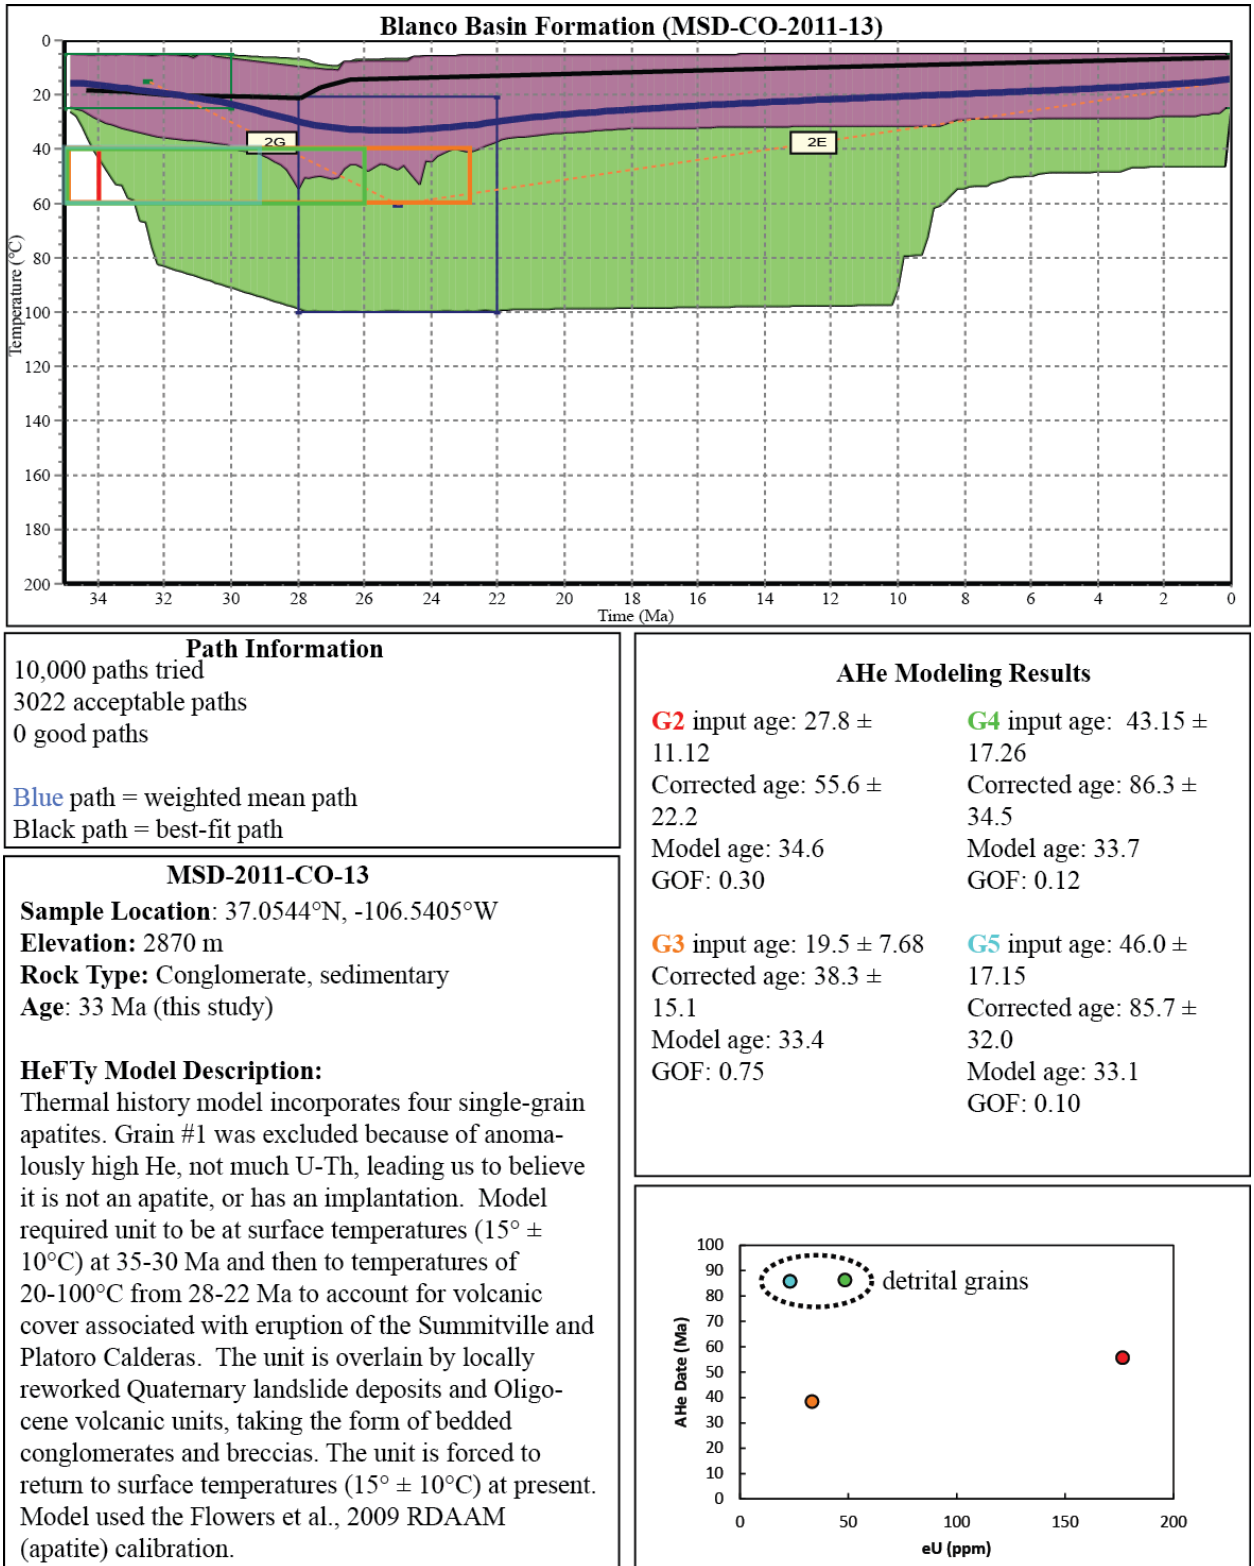 Blanco Basin Formation (MSD-CO-2011-13)
0
20
40
60
80
100
120
140
160
180
200
Temperature (°C)
2G
2E
34 32 30 28 26 24 22 20 18 16 14 12 10 8 6 4 2 0
Time (Ma)
Path Information
10,000 paths tried
3022 acceptable paths
0 good paths
Blue path = weighted mean path
Black path = best-fit path
MSD-2011-CO-13
Sample Location: 37.0544°N, -106.5405°W
Elevation: 2870 m
Rock Type: Conglomerate, sedimentary
Age: 33 Ma (this study)
HeFTy Model Description:
Thermal history model incorporates four single-grain
apatites. Grain #1 was excluded because of anoma-
lously high He, not much U-Th, leading us to believe
it is not an apatite, or has an implantation.  Model
required unit to be at surface temperatures (15° ±
10°C) at 35-30 Ma and then to temperatures of
20-100°C from 28-22 Ma to account for volcanic
cover associated with eruption of the Summitville and
Platoro Calderas.  The unit is overlain by locally
reworked Quaternary landslide deposits and Oligo-
cene volcanic units, taking the form of bedded
conglomerates and breccias. The unit is forced to
return to surface temperatures (15° ± 10°C) at present.
Model used the Flowers et al., 2009 RDAAM
(apatite) calibration.
AHe Modeling Results
G2 input age: 27.8 ±
11.12
Corrected age: 55.6 ±
22.2
Model age: 34.6
GOF: 0.30
G3 input age: 19.5 ± 7.68
Corrected age: 38.3 ±
15.1
Model age: 33.4
GOF: 0.75
G4 input age:  43.15 ±
17.26
Corrected age: 86.3 ±
34.5
Model age: 33.7
GOF: 0.12
G5 input age: 46.0 ±
17.15
Corrected age: 85.7 ±
32.0
Model age: 33.1
GOF: 0.10
100
90
80
70
60
50
40
30
20
10
0
AHe Date (Ma)
detrital grains
0 50 100 150 200
eU (ppm)